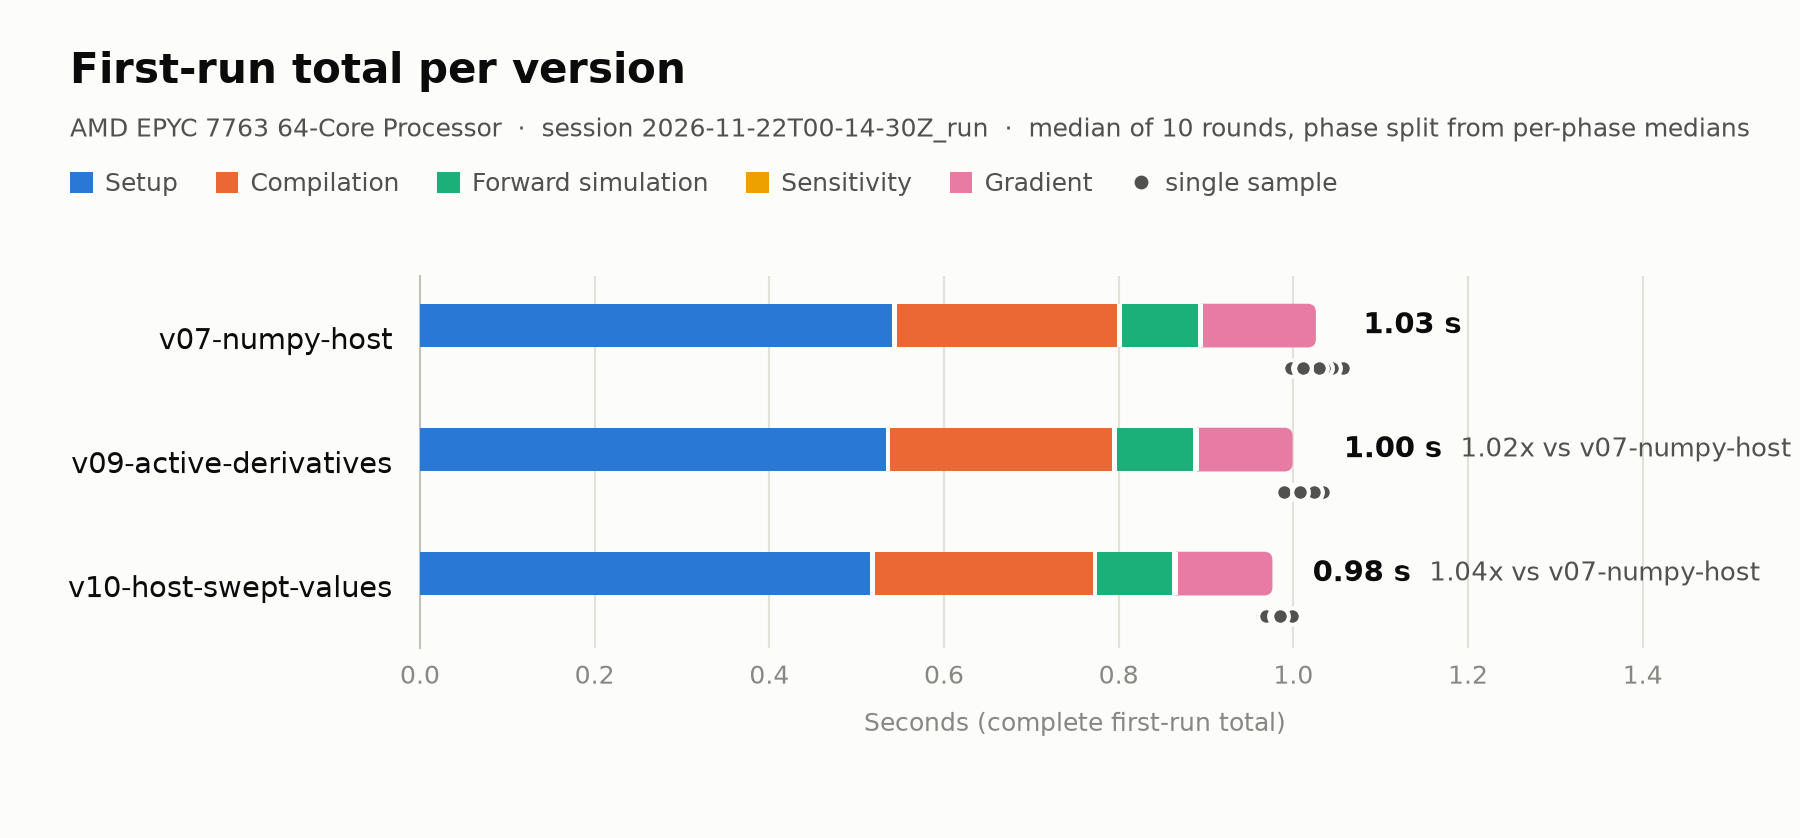 First-run total per version
AMD EPYC 7763 64-Core Processor · session 2026-11-22T00-14-30Z_run · median of 10 rounds, phase split from per-phase medians
Setup Compilation Forward simulation Sensitivity Gradient single sample
v07-numpy-host 1.03 s
v09-active-derivatives 1.00 s 1.02x vs v07-numpy-host
v10-host-swept-values 0.98 s 1.04x vs v07-numpy-host
0.0 0.2 0.4 0.6 0.8 1.0 1.2 1.4
Seconds (complete first-run total)